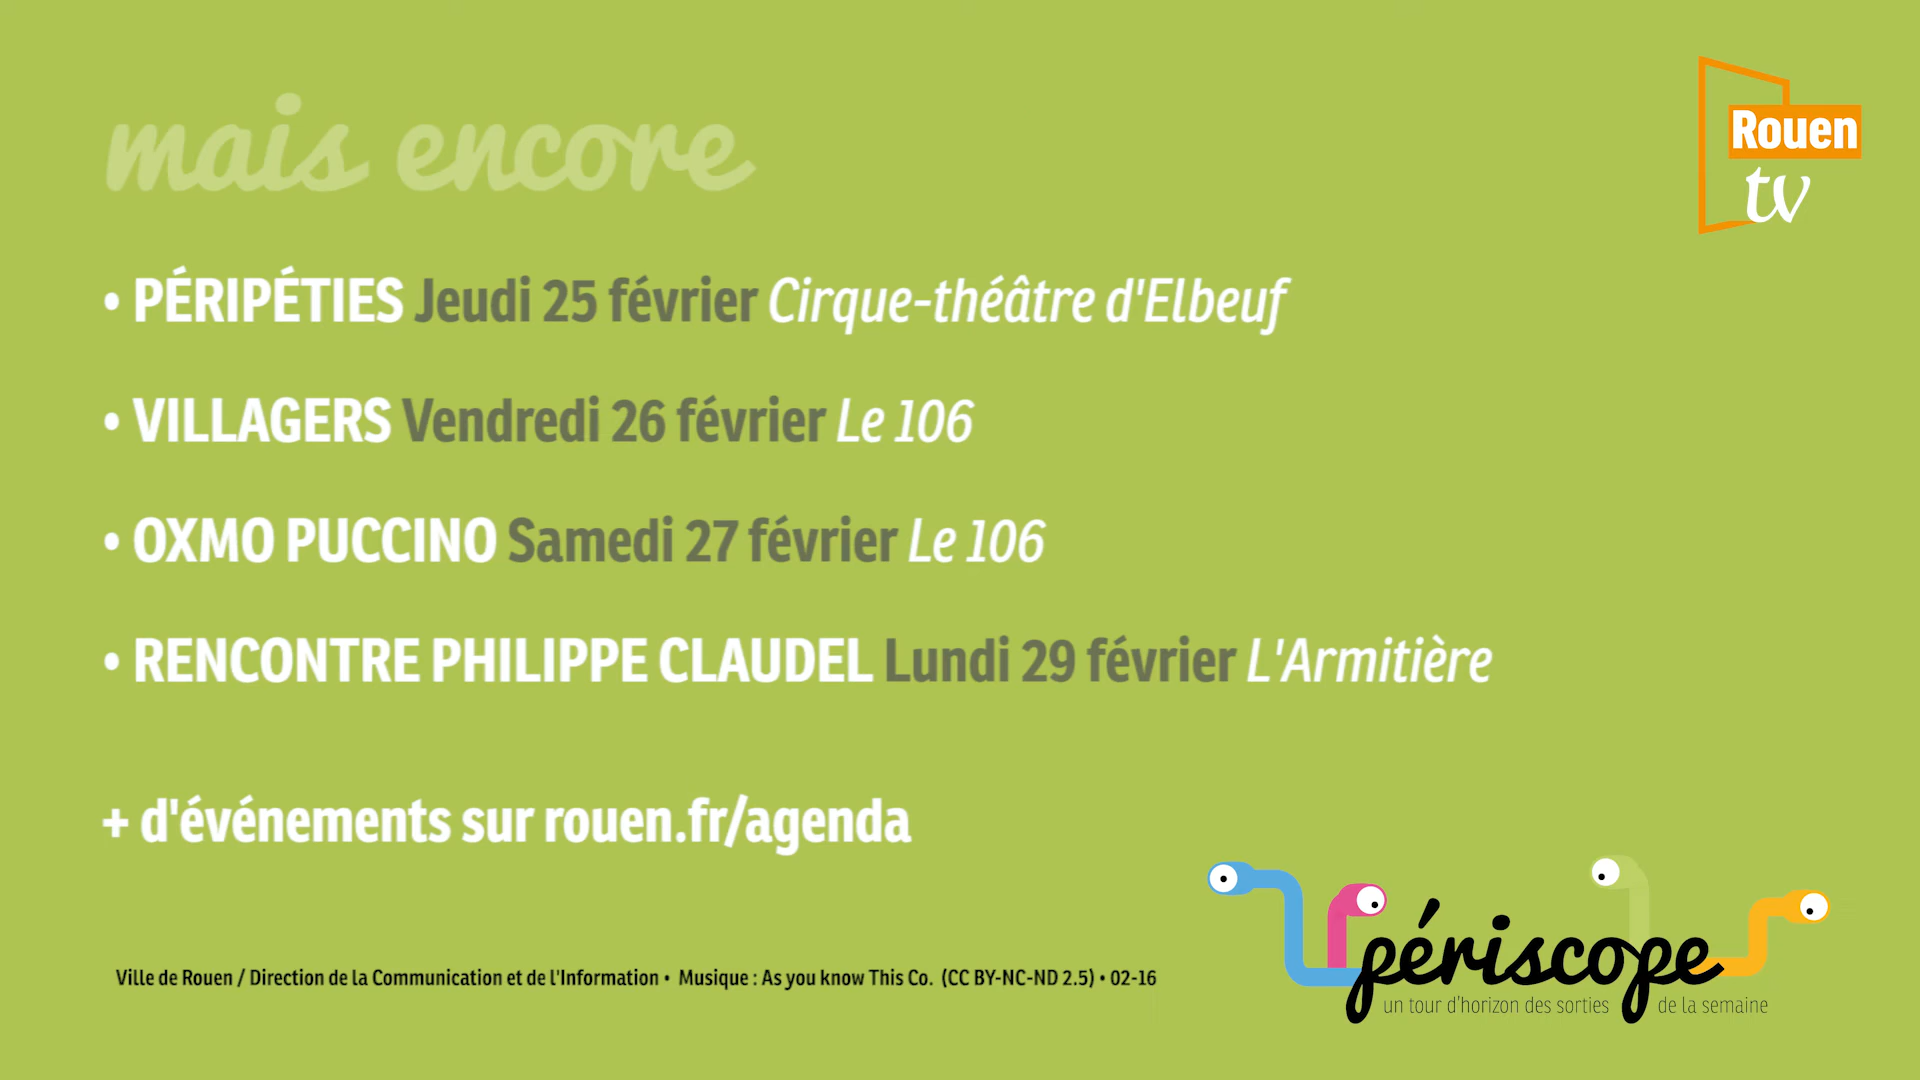 mais encore
Rouen
tv
• PÉRIPÉTIES Jeudi 25 février Cirque-théâtre d'Elbeuf
• VILLAGERS Vendredi 26 février Le 106
• OXMO PUCCINO Samedi 27 février Le 106
• RENCONTRE PHILIPPE CLAUDEL Lundi 29 février L'Armitière
+ d'événements sur rouen.fr/agenda
périscope
un tour d'horizon des sorties de la semaine
Ville de Rouen / Direction de la Communication et de l'Information • Musique : As you know This Co. (CC BY-NC-ND 2.5) • 02-16